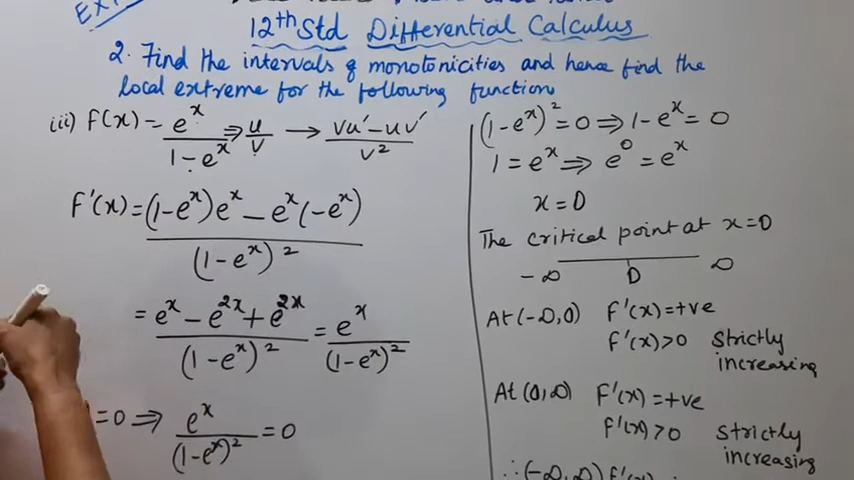 12th Std Differential Calculus
2. Find the intervals of monotonicities and hence find the
local extreme for the following function
iii) f(x) = e^x / (1 - e^x) ⇒ u/v → (vu' - uv') / v^2
f'(x) = ((1-e^x)e^x - e^x(-e^x)) / (1-e^x)^2
= (e^x - e^2x + e^2x) / (1-e^x)^2 = e^x / (1-e^x)^2
=0 ⇒ e^x / (1-e^x)^2 = 0
(1-e^x)^2 = 0 ⇒ 1-e^x = 0
1 = e^x ⇒ e^0 = e^x
x = 0
The critical point at x=0
-∞ 0 ∞
At (-∞,0) f'(x) = +ve
f'(x)>0 strictly
increasing
At (0,∞) f'(x) = +ve
f'(x)>0 strictly
increasing
∴ (-∞,∞) f'(x)